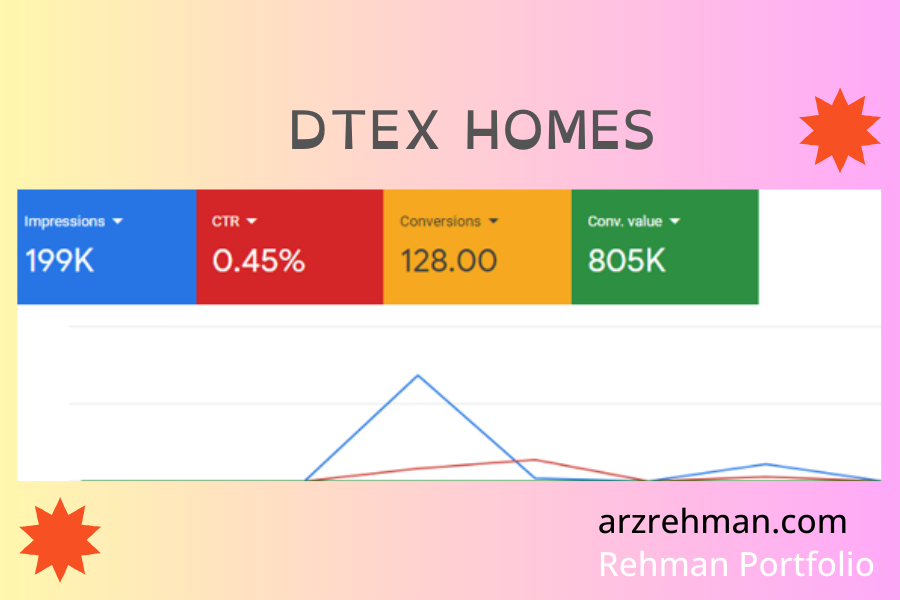 DTEX HOMES
Impressions CTR Conversions Conv. value
199K 0.45% 128.00 805K
arzrehman.com
Rehman Portfolio